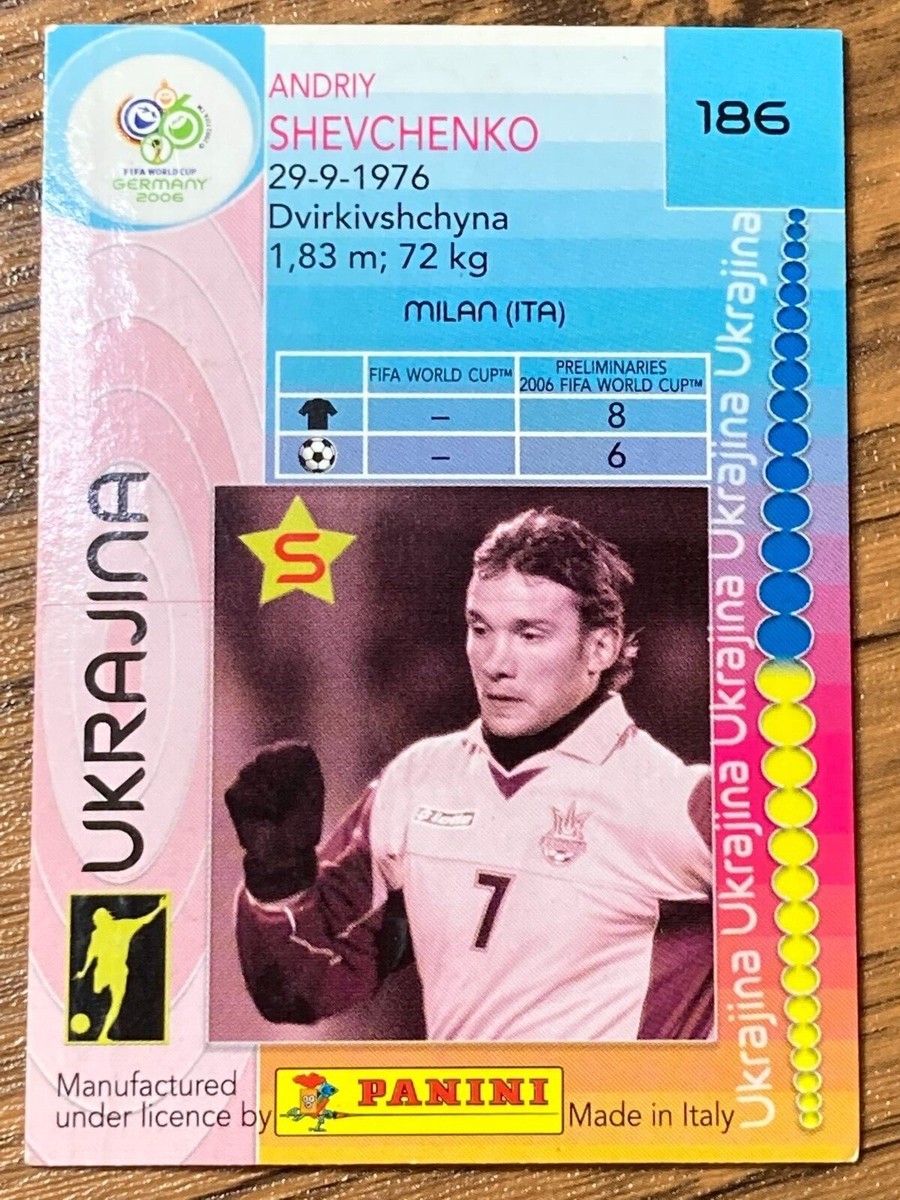 FIFA WORLD CUP
GERMANY
2006
ANDRIY
SHEVCHENKO
29-9-1976
Dvirkivshchyna
1,83 m; 72 kg
MILAN (ITA)
186
FIFA WORLD CUP™
PRELIMINARIES
2006 FIFA WORLD CUP™
– 8
– 6
UKRAJINA
S
lotto
7
Ukrajina Ukrajina Ukrajina Ukrajina Ukrajina Ukrajina
Manufactured
under licence by
PANINI
Made in Italy